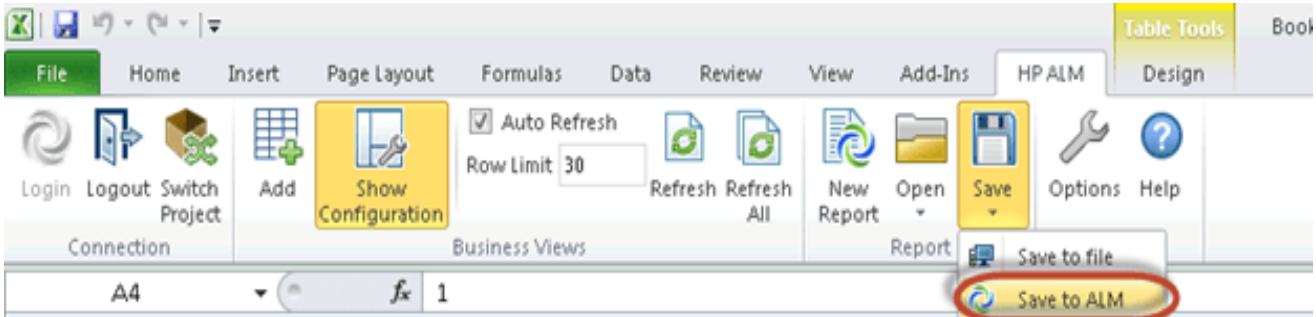 Table Tools Book
File Home Insert Page Layout Formulas Data Review View Add-Ins HP ALM Design
Auto Refresh
Row Limit 30
Login Logout Switch Project Add Show Configuration Refresh Refresh All New Report Open Save Options Help
Connection Business Views Report
Save to file
A4 fx 1
Save to ALM